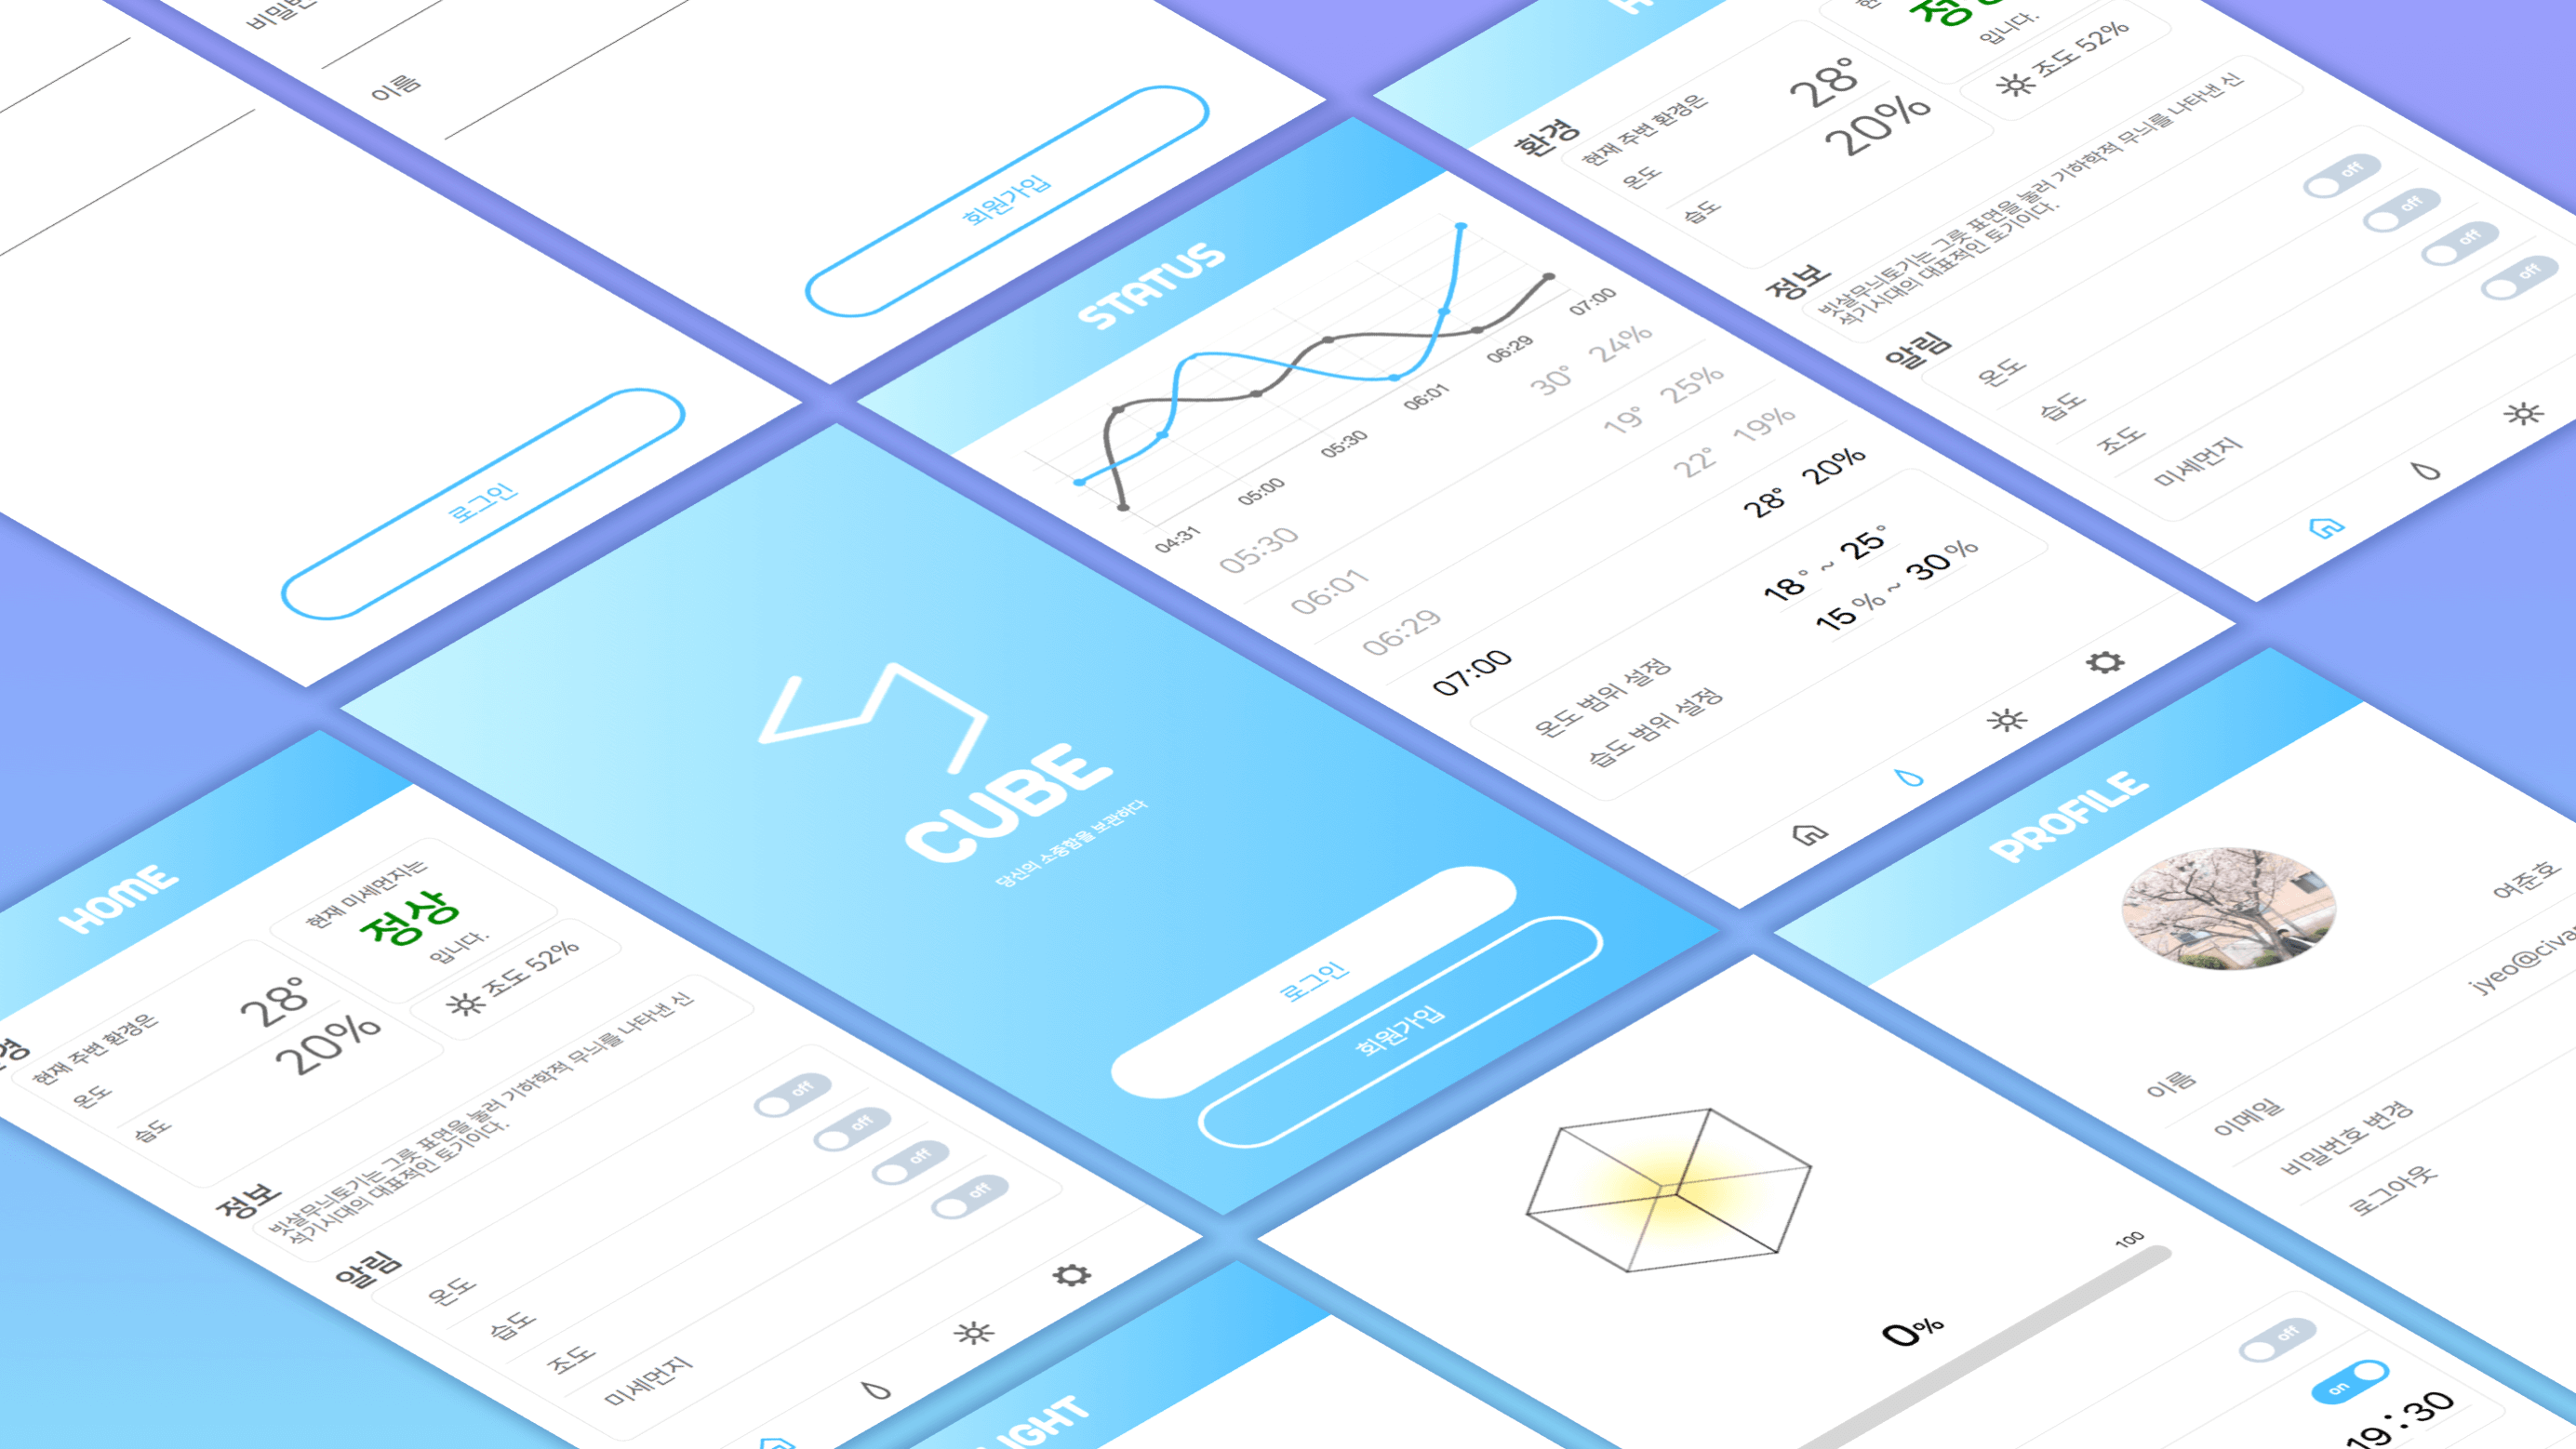 이름
회원가입
로그인
STATUS
04:31
05:00
05:30
06:01
06:29
07:00
05:30 30° 24%
06:01 19° 25%
06:29 22° 19%
07:00 28° 20%
온도 범위 설정 18° ~ 25°
습도 범위 설정 15% ~ 30%
환경
현재 주변 환경은
온도 28°
습도 20%
입니다.
조도 52%
정보
빗살무늬토기는 그릇 표면을 눌러 기하학적 무늬를 나타낸 신
석기시대의 대표적인 토기이다.
알림
온도 off
습도 off
조도 off
미세먼지 off
CUBE
당신의 소중함을 보관하다
로그인
회원가입
HOME
현재 주변 환경은
온도 28°
습도 20%
현재 미세먼지는
정상
입니다.
조도 52%
정보
빗살무늬토기는 그릇 표면을 눌러 기하학적 무늬를 나타낸 신
석기시대의 대표적인 토기이다.
알림
온도 off
습도 off
조도 off
미세먼지 off
PROFILE
이름 여준호
이메일
비밀번호 변경
로그아웃
0%
100
off
on
19:30